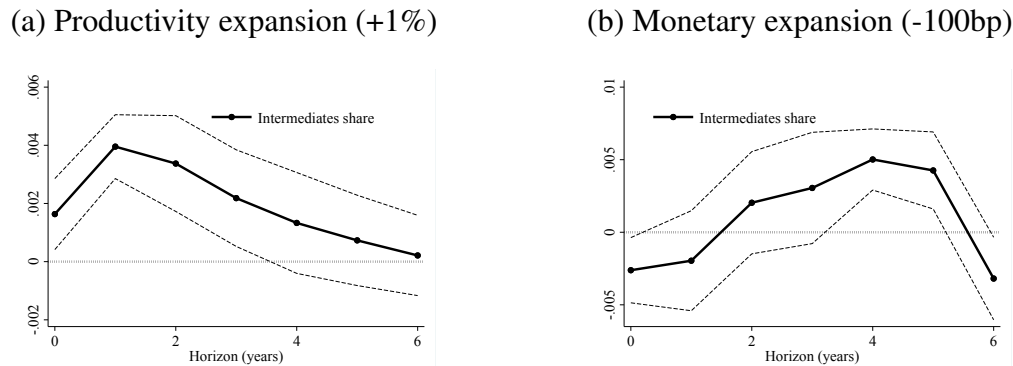 (a) Productivity expansion (+1%)
(b) Monetary expansion (-100bp)
.006
.004
.002
0
-.002
Intermediates share
0
2
4
6
Horizon (years)
.01
.005
0
-.005
Intermediates share
0
2
4
6
Horizon (years)